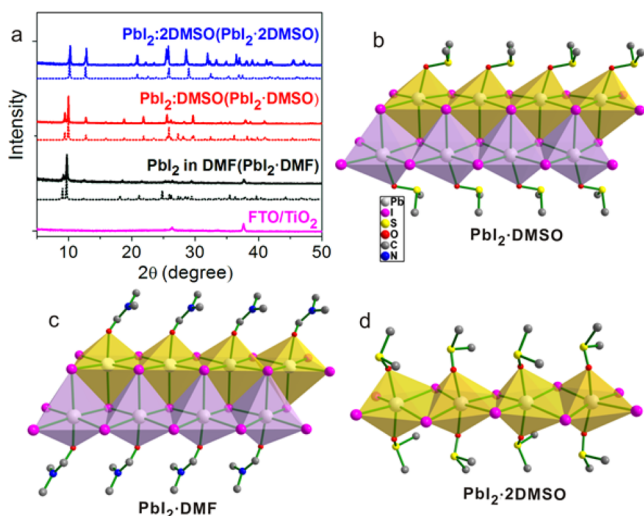 a
PbI2:2DMSO(PbI2·2DMSO)
PbI2:DMSO(PbI2·DMSO)
PbI2 in DMF(PbI2·DMF)
FTO/TiO2
Intensity
10 20 30 40 50
2θ (degree)
b
Pb
I
S
O
C
N
PbI2·DMSO
c
PbI2·DMF
d
PbI2·2DMSO